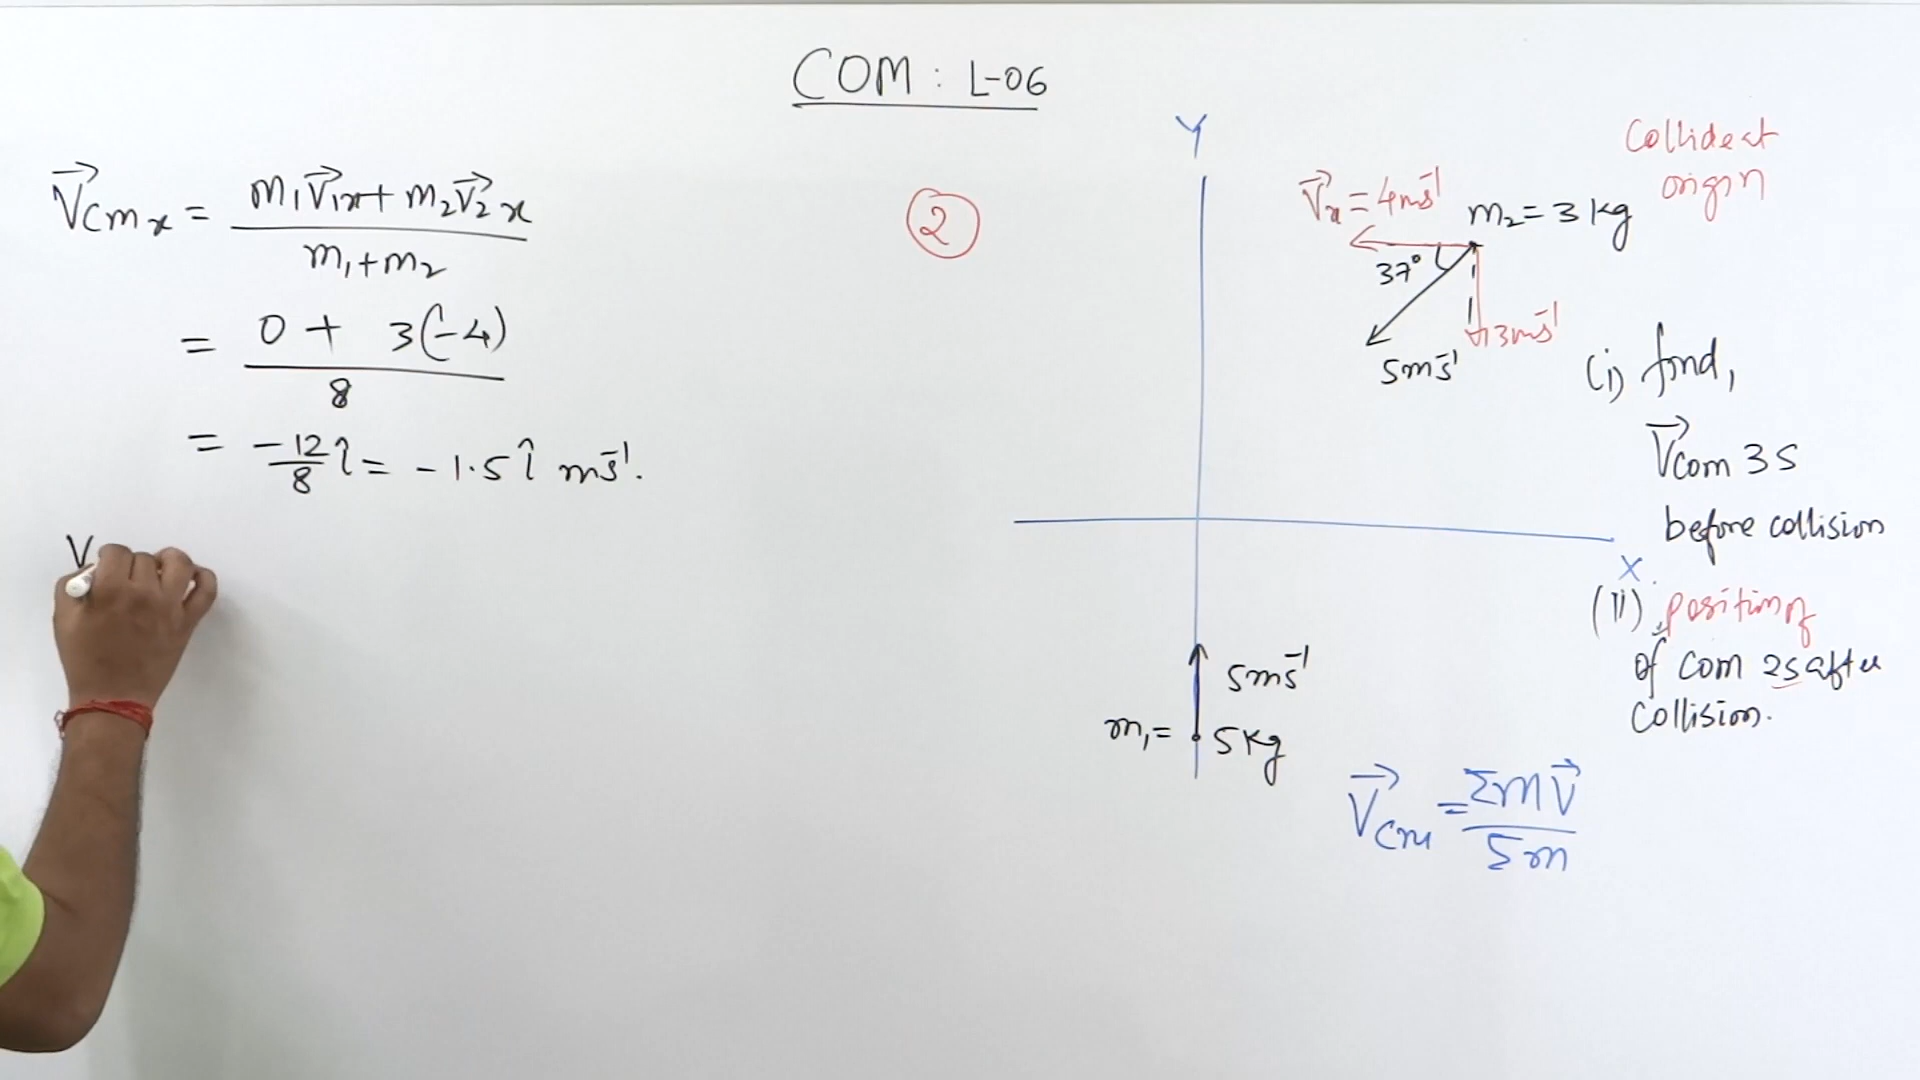 COM : L-06
V⃗cmx = (m₁V⃗₁x + m₂V⃗₂x) / (m₁+m₂)
= (0 + 3(-4)) / 8
= -12/8 î = -1.5 î ms⁻¹.
V
②
Y
V⃗x = 4ms⁻¹
m₂ = 3 kg
Collide at
origin
37°
3ms⁻¹
5ms⁻¹
(i) find,
V⃗com 3s
before collision
X
(ii) position of
of com 2s after
collision.
5ms⁻¹
m₁ = 5kg
V⃗cm = Σmv⃗ / Σm